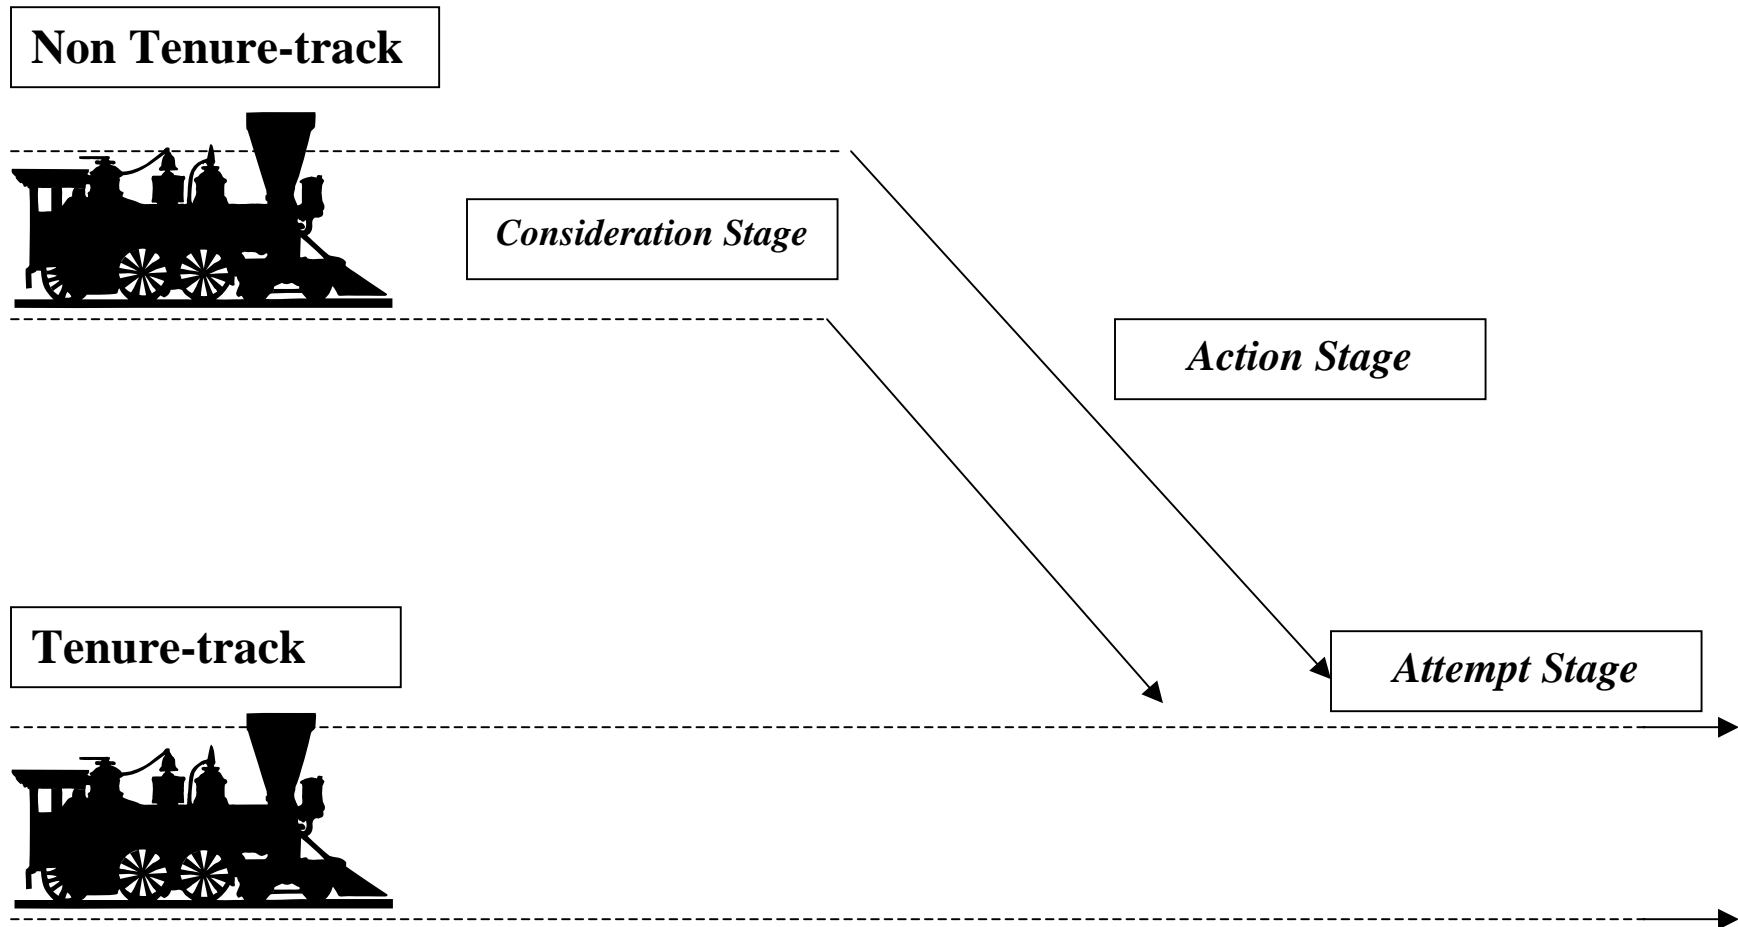 Non Tenure-track
Consideration Stage
Action Stage
Tenure-track
Attempt Stage